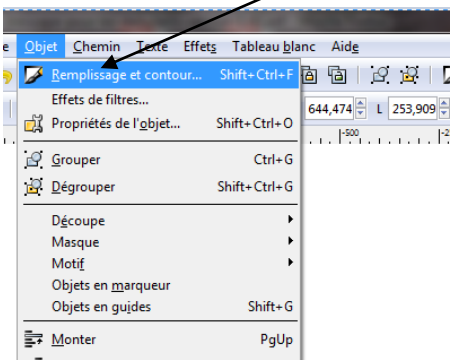 e Objet Chemin Texte Effets Tableau blanc Aide
Remplissage et contour... Shift+Ctrl+F
Effets de filtres...
644,474 L 253,909
Propriétés de l'objet... Shift+Ctrl+O
-500 -2
Grouper Ctrl+G
Dégrouper Shift+Ctrl+G
Découpe
Masque
Motif
Objets en marqueur
Objets en guides Shift+G
Monter PgUp